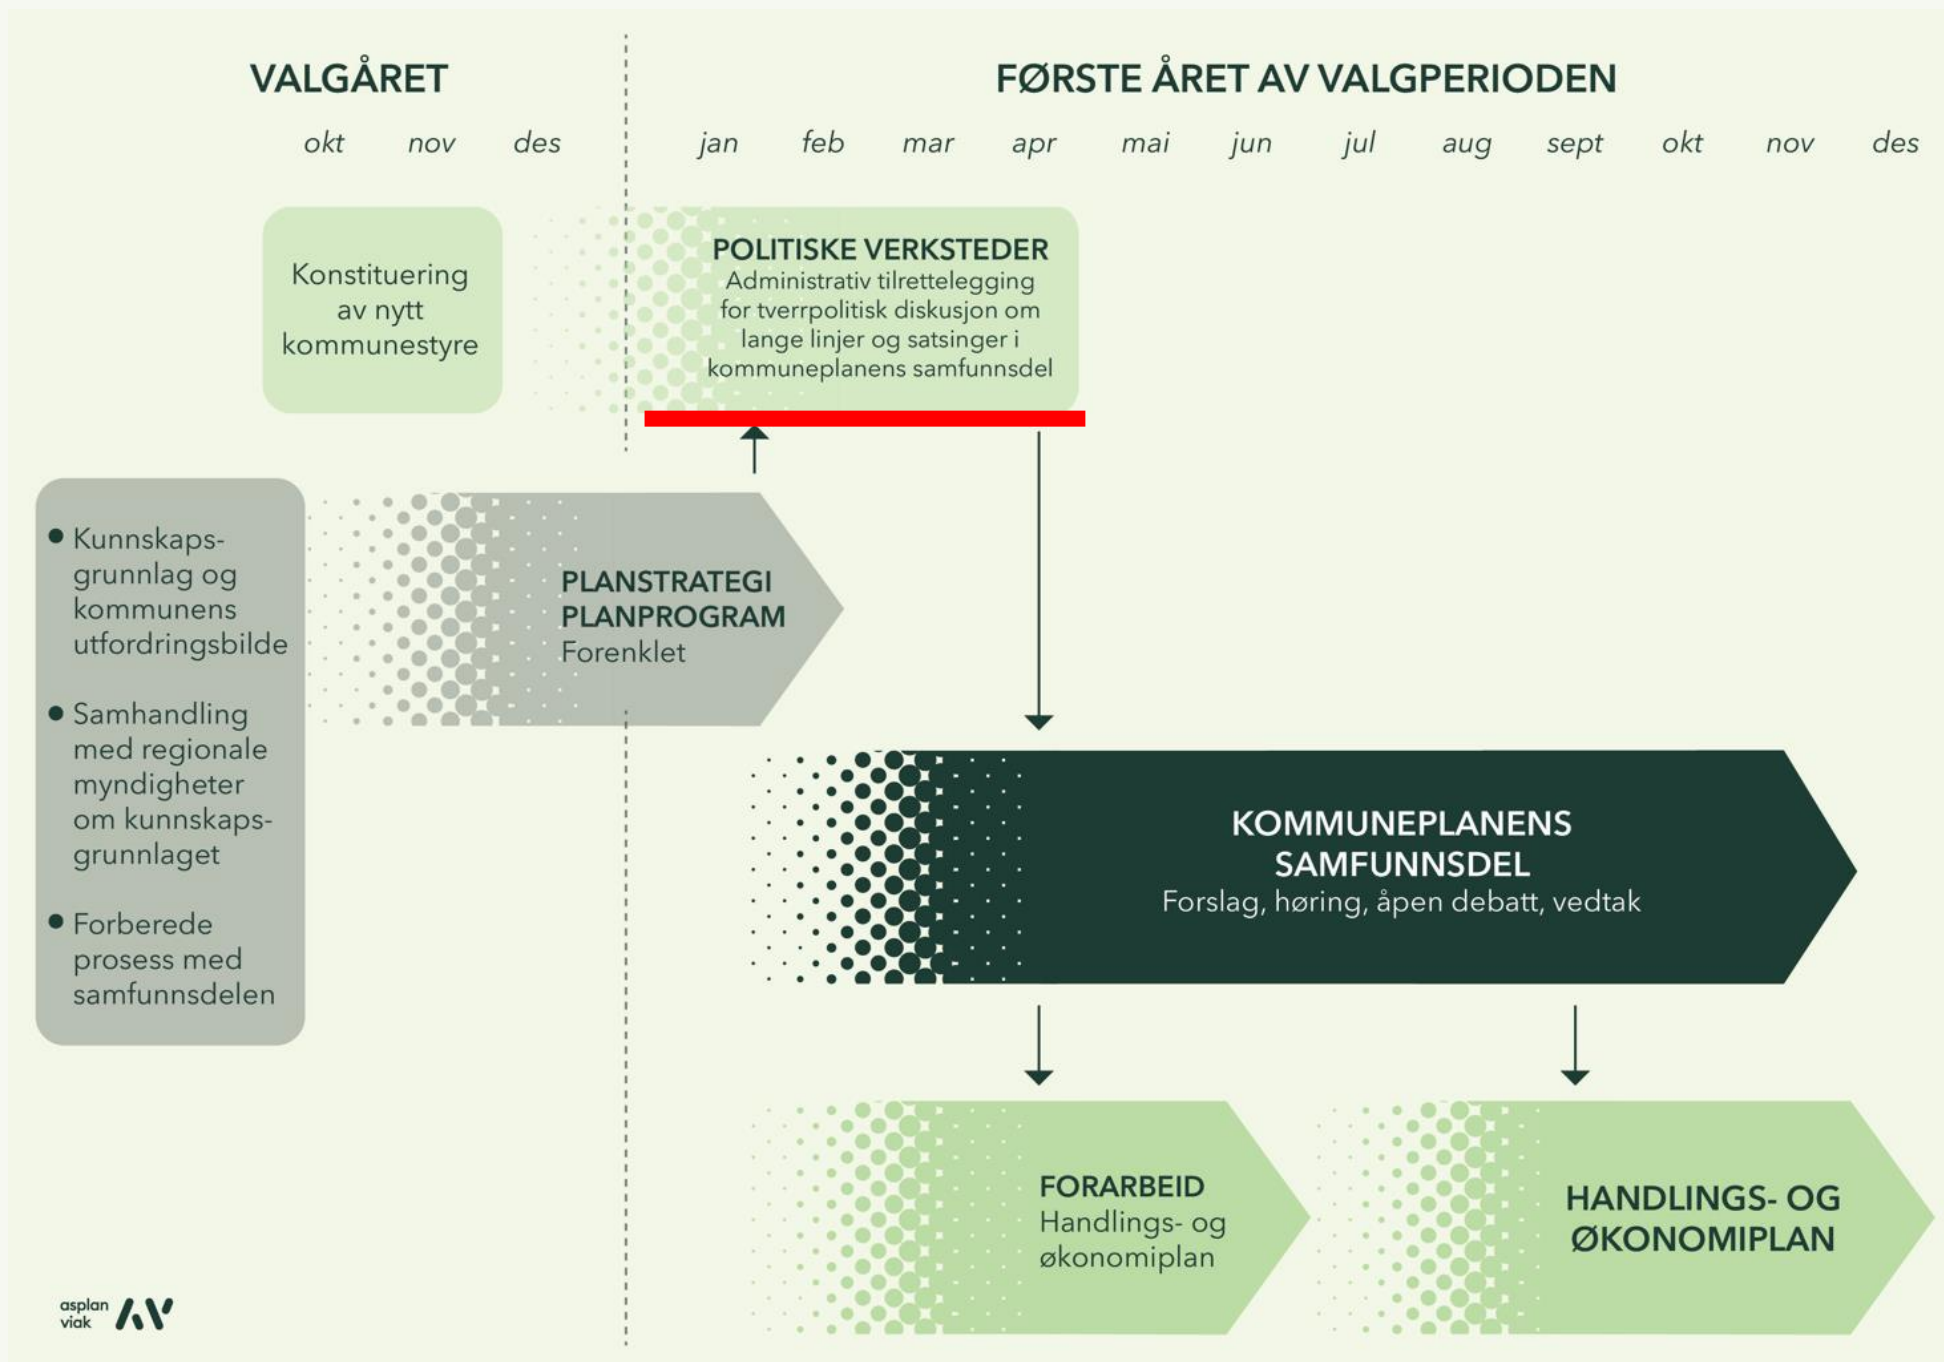 VALGÅRET
FØRSTE ÅRET AV VALGPERIODEN
okt nov des jan feb mar apr mai jun jul aug sept okt nov des
Konstituering
av nytt
kommunestyre
POLITISKE VERKSTEDER
Administrativ tilrettelegging
for tverrpolitisk diskusjon om
lange linjer og satsinger i
kommuneplanens samfunnsdel
● Kunnskaps-
grunnlag og
kommunens
utfordringsbilde
● Samhandling
med regionale
myndigheter
om kunnskaps-
grunnlaget
● Forberede
prosess med
samfunnsdelen
PLANSTRATEGI
PLANPROGRAM
Forenklet
KOMMUNEPLANENS
SAMFUNNSDEL
Forslag, høring, åpen debatt, vedtak
FORARBEID
Handlings- og
økonomiplan
HANDLINGS- OG
ØKONOMIPLAN
asplan
viak